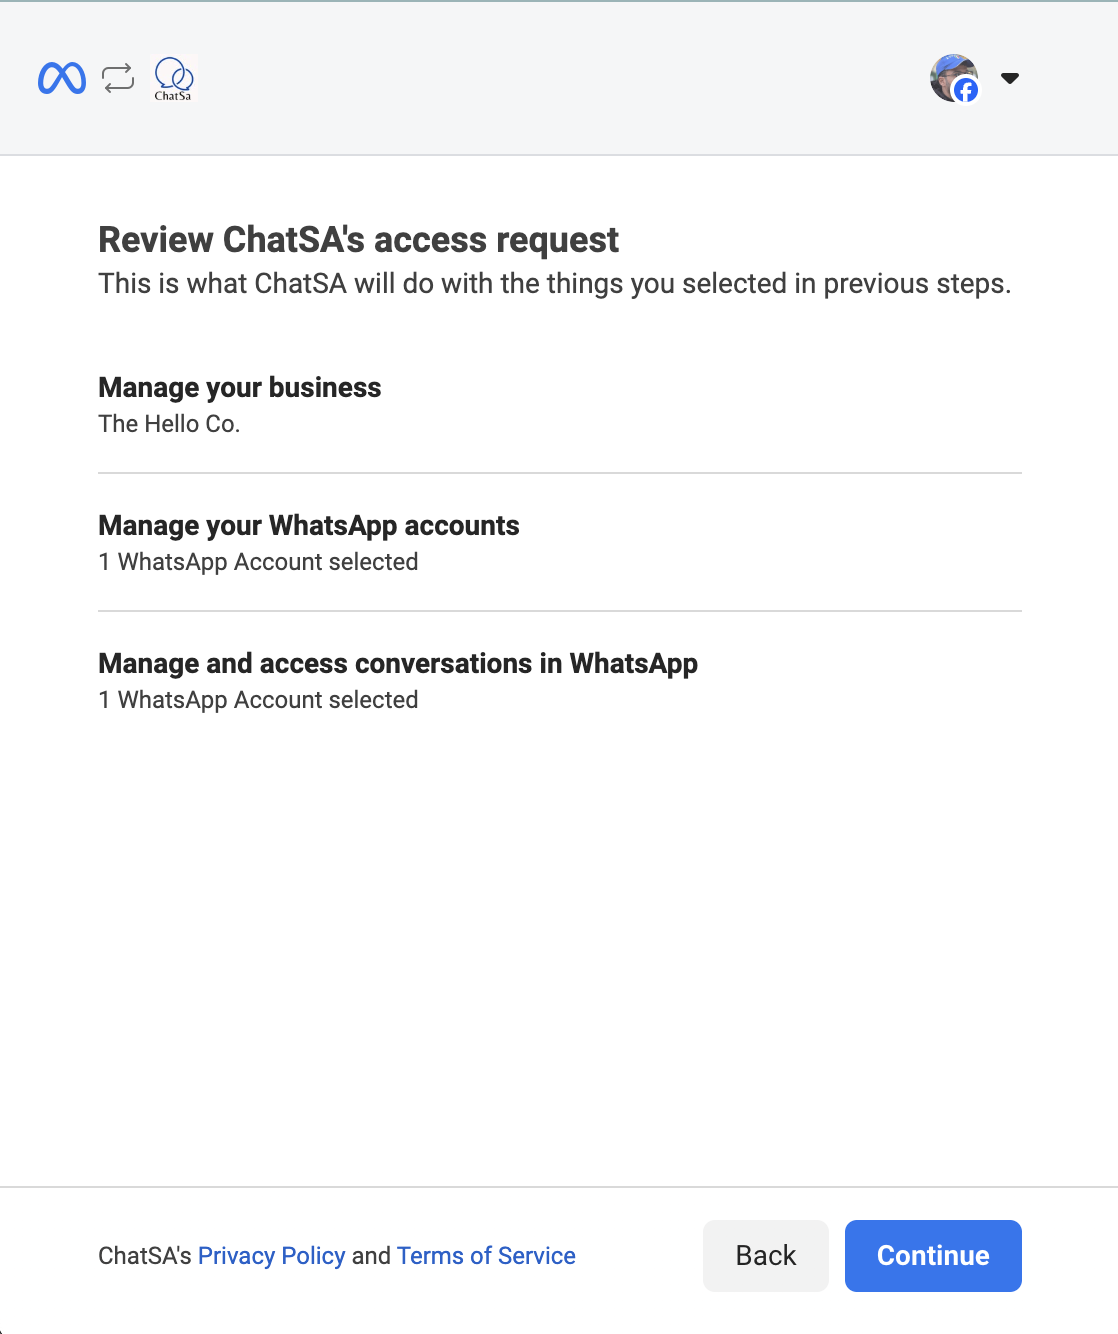 ChatSa
Review ChatSA's access request
This is what ChatSA will do with the things you selected in previous steps.
Manage your business
The Hello Co.
Manage your WhatsApp accounts
1 WhatsApp Account selected
Manage and access conversations in WhatsApp
1 WhatsApp Account selected
ChatSA's Privacy Policy and Terms of Service
Back
Continue